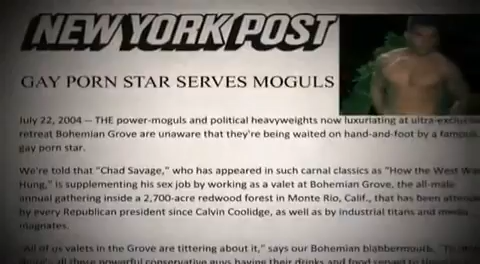 NEW YORK POST
GAY PORN STAR SERVES MOGULS
July 22, 2004 -- THE power-moguls and political heavyweights now luxuriating at ultra-exclusive
retreat Bohemian Grove are unaware that they're being waited on hand-and-foot by a famous
gay porn star.
We're told that "Chad Savage," who has appeared in such carnal classics as "How the West Was
Hung," is supplementing his sex job by working as a valet at Bohemian Grove, the all-male
annual gathering inside a 2,700-acre redwood forest in Monte Rio, Calif., that has been attended
by every Republican president since Calvin Coolidge, as well as by industrial titans and media
magnates.
"All of us valets in the Grove are tittering about it," says our Bohemian blabbermouth.
all these powerful conservative guys having their drinks and food served to